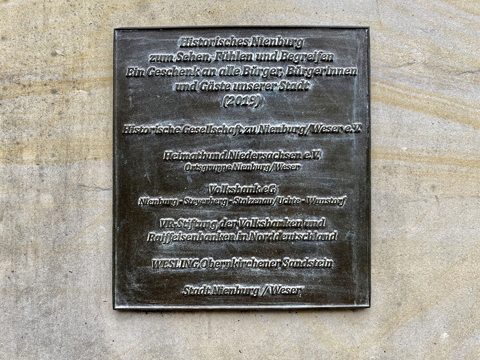 Historisches Nienburg
zum Sehen, Fühlen und Begreifen
Ein Geschenk an alle Bürger, Bürgerinnen
und Gäste unserer Stadt
(2019)
Historische Gesellschaft zu Nienburg/Weser e.V.
Heimatbund Niedersachsen e.V.
Ortsgruppe Nienburg/Weser
Volksbank eG
Nienburg - Steyerberg - Stolzenau/Uchte - Wunstorf
VR-Stiftung der Volksbanken und
Raiffeisenbanken in Norddeutschland
WESLING Obernkirchener Sandstein
Stadt Nienburg /Weser